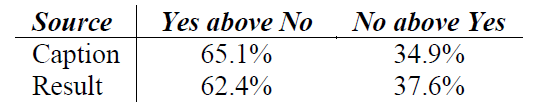 Source Yes above No No above Yes
Caption 65.1% 34.9%
Result 62.4% 37.6%